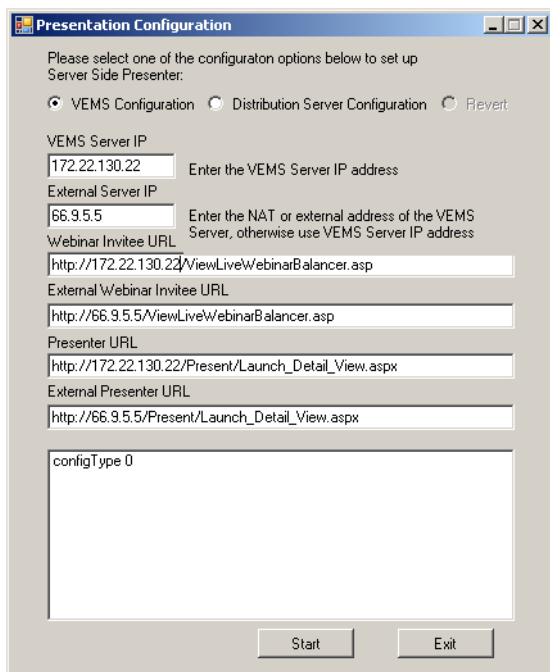 Presentation Configuration
Please select one of the configuraton options below to set up
Server Side Presenter:
VEMS Configuration Distribution Server Configuration Revert
VEMS Server IP
172.22.130.22 Enter the VEMS Server IP address
External Server IP
66.9.5.5 Enter the NAT or external address of the VEMS
Server, otherwise use VEMS Server IP address
Webinar Invitee URL
http://172.22.130.22/ViewLiveWebinarBalancer.asp
External Webinar Invitee URL
http://66.9.5.5/ViewLiveWebinarBalancer.asp
Presenter URL
http://172.22.130.22/Present/Launch_Detail_View.aspx
External Presenter URL
http://66.9.5.5/Present/Launch_Detail_View.aspx
configType 0
Start Exit